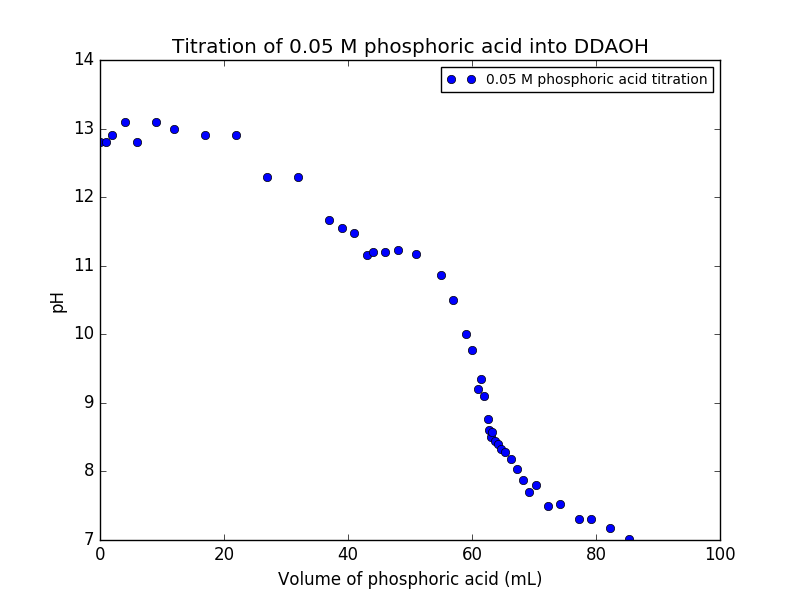 Titration of 0.05 M phosphoric acid into DDAOH
0.05 M phosphoric acid titration
14
13
12
11
10
9
8
7
pH
0 20 40 60 80 100
Volume of phosphoric acid (mL)